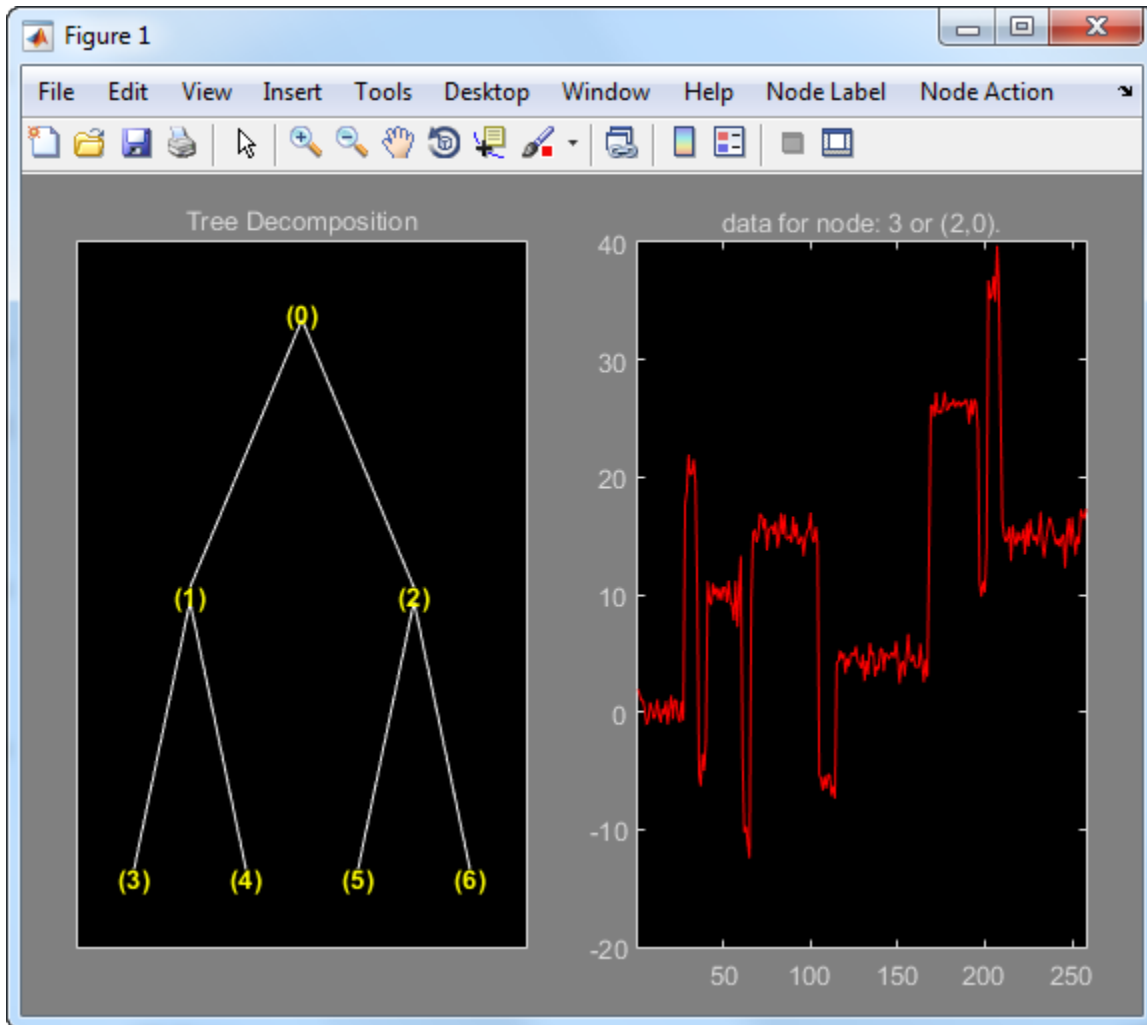 Figure 1
File Edit View Insert Tools Desktop Window Help Node Label Node Action
Tree Decomposition
(0)
(1) (2)
(3) (4) (5) (6)
data for node: 3 or (2,0).
40
30
20
10
0
-10
-20
50 100 150 200 250